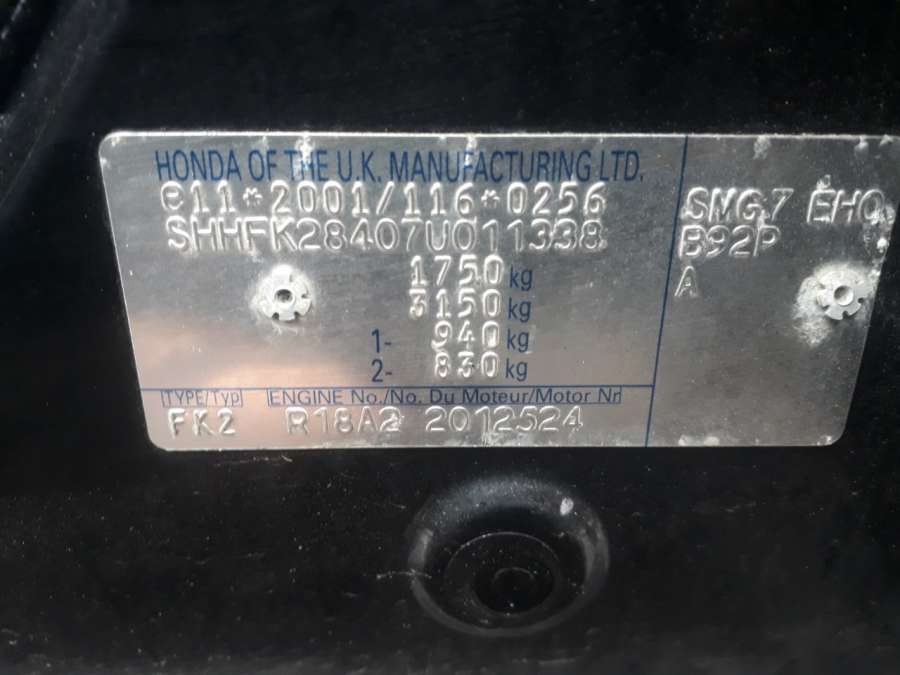 HONDA OF THE U.K. MANUFACTURING LTD.
e11*2001/116*0256
SHHFK28407U011338
1750 kg
3150 kg
1- 940 kg
2- 830 kg
TYPE/Typ ENGINE No./No. Du Moteur/Motor Nr
FK2 R18A2 2012524
SMG7 EHO
B92P
A